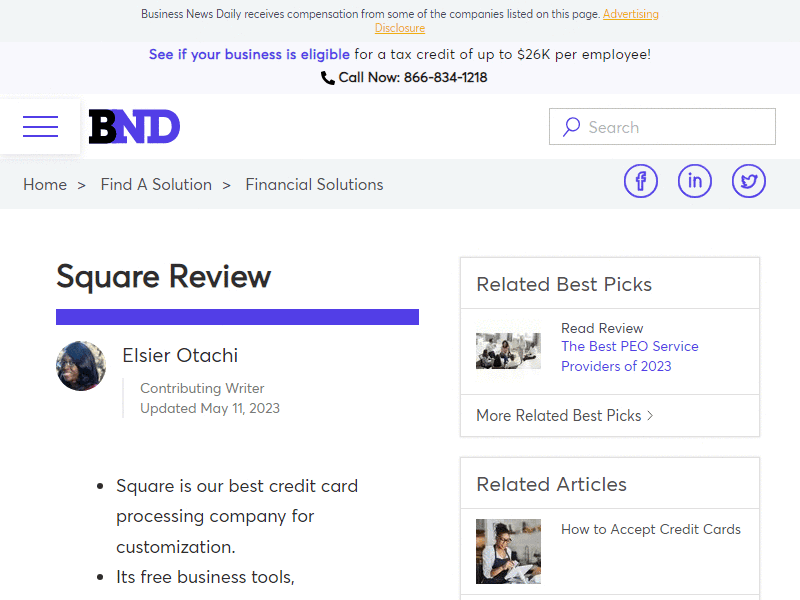 Business News Daily receives compensation from some of the companies listed on this page. Advertising
Disclosure
See if your business is eligible for a tax credit of up to $26K per employee!
Call Now: 866-834-1218
BND
Search
Home > Find A Solution > Financial Solutions
Square Review
Elsier Otachi
Contributing Writer
Updated May 11, 2023
• Square is our best credit card
processing company for
customization.
• Its free business tools,
Related Best Picks
Read Review
The Best PEO Service
Providers of 2023
More Related Best Picks >
Related Articles
How to Accept Credit Cards